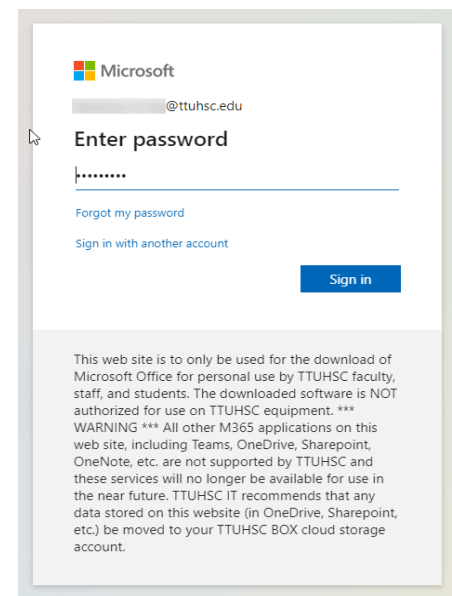 Microsoft
@ttuhsc.edu
Enter password
•••••••••
Forgot my password
Sign in with another account
Sign in
This web site is to only be used for the download of
Microsoft Office for personal use by TTUHSC faculty,
staff, and students. The downloaded software is NOT
authorized for use on TTUHSC equipment. ***
WARNING *** All other M365 applications on this
web site, including Teams, OneDrive, Sharepoint,
OneNote, etc. are not supported by TTUHSC and
these services will no longer be available for use in
the near future. TTUHSC IT recommends that any
data stored on this website (in OneDrive, Sharepoint,
etc.) be moved to your TTUHSC BOX cloud storage
account.